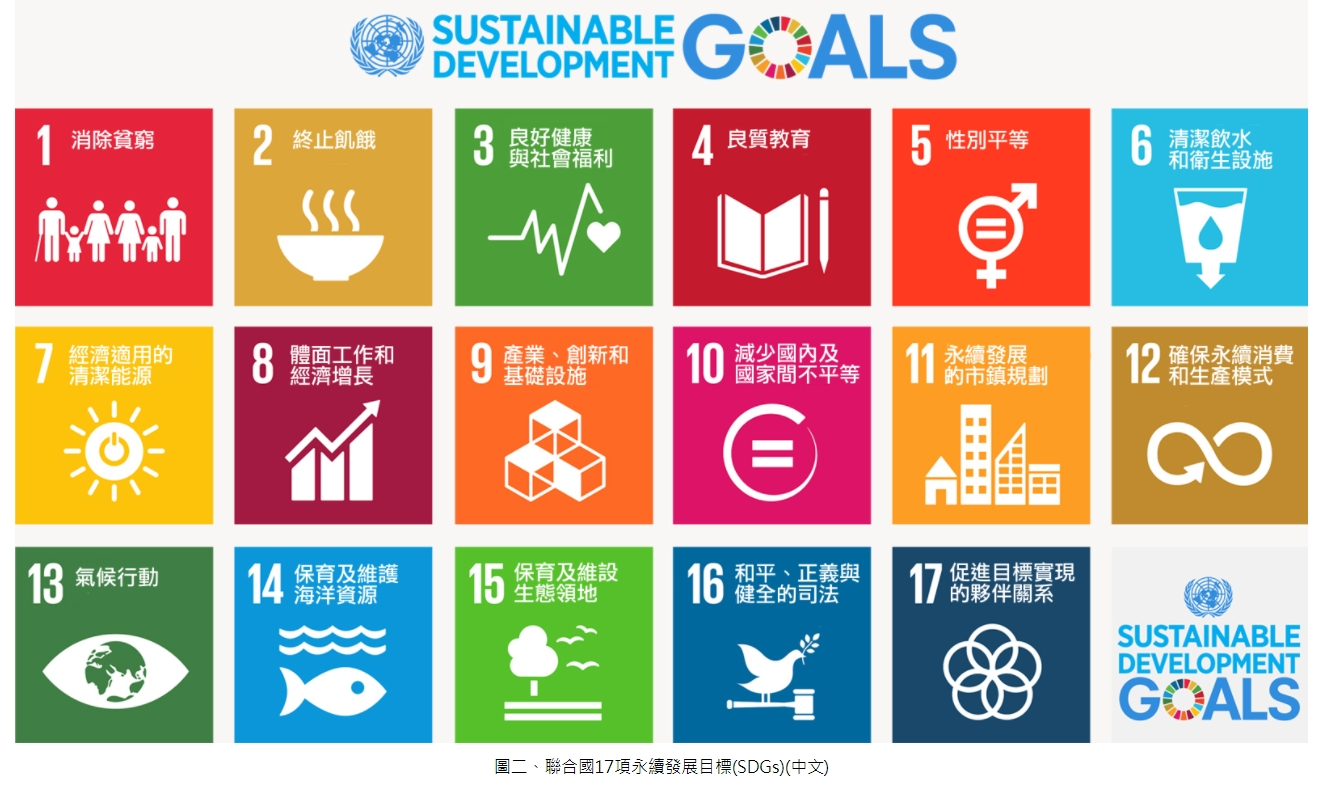 SUSTAINABLE
DEVELOPMENT
GOALS
1 消除貧窮
2 終止飢餓
3 良好健康
與社會福利
4 良質教育
5 性別平等
6 清潔飲水
和衛生設施
7 經濟適用的
清潔能源
8 體面工作和
經濟增長
9 產業、創新和
基礎設施
10 減少國內及
國家間不平等
11 永續發展
的市鎮規劃
12 確保永續消費
和生產模式
13 氣候行動
14 保育及維護
海洋資源
15 保育及維設
生態領地
16 和平、正義與
健全的司法
17 促進目標實現
的夥伴關系
SUSTAINABLE
DEVELOPMENT
GOALS
圖二、聯合國17項永續發展目標(SDGs)(中文)